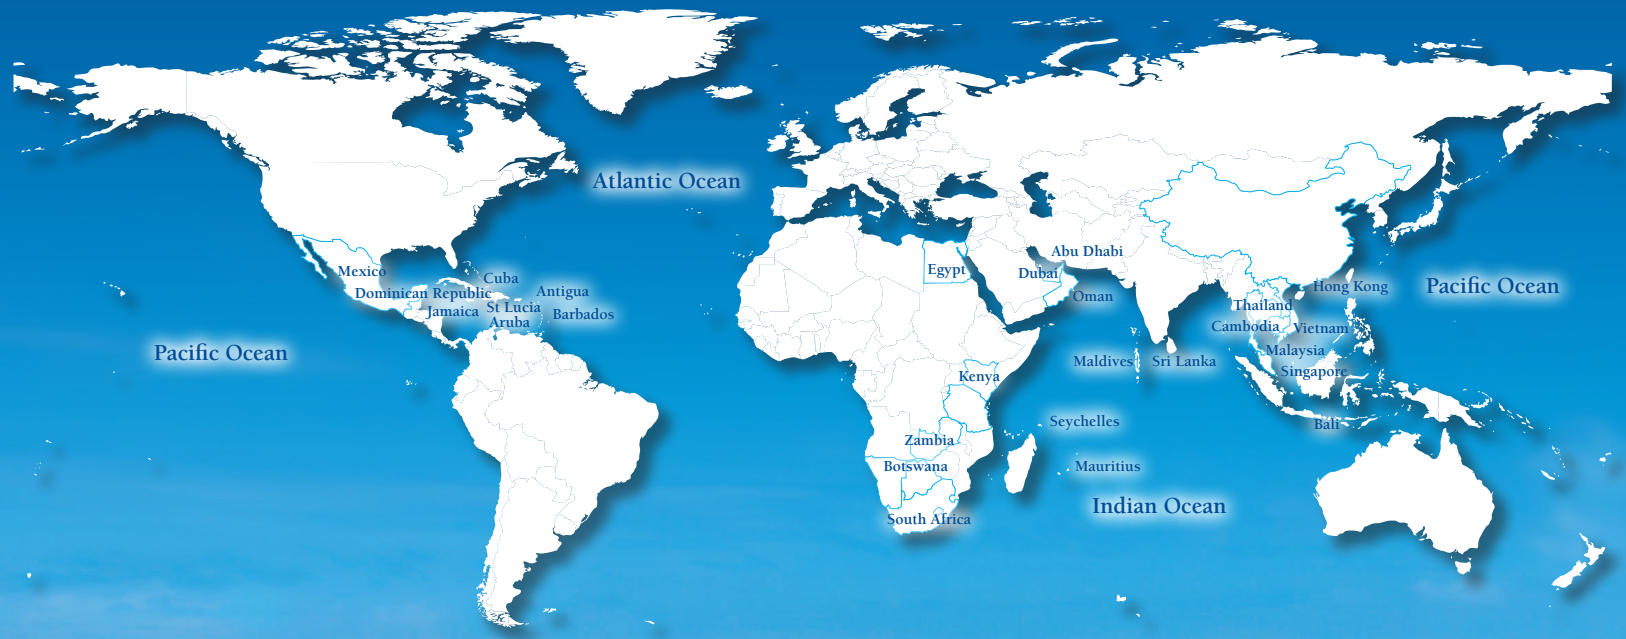 Atlantic Ocean
Abu Dhabi
Egypt
Dubai
Mexico
Cuba
Hong Kong
Pacific Ocean
Dominican Republic
Antigua
Oman
Jamaica
St Lucia
Thailand
Barbados
Aruba
Cambodia
Vietnam
Pacific Ocean
Malaysia
Maldives
Sri Lanka
Singapore
Kenya
Seychelles
Bali
Zambia
Botswana
Mauritius
Indian Ocean
South Africa